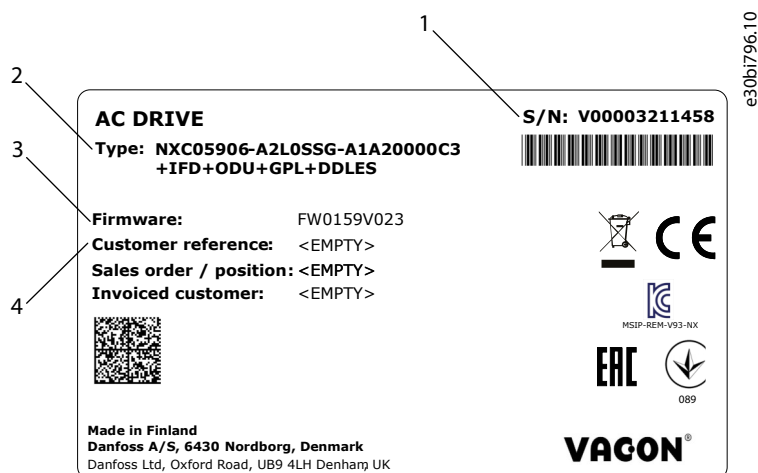 1
e30bi796.10
2
AC DRIVE
S/N: V00003211458
3
Type: NXC05906-A2L0SSG-A1A20000C3
+IFD+ODU+GPL+DDLES
Firmware: FW0159V023
Customer reference: <EMPTY>
Sales order / position: <EMPTY>
4
Invoiced customer: <EMPTY>
MSIP-REM-V93-NX
EAC
089
Made in Finland
Danfoss A/S, 6430 Nordborg, Denmark
Danfoss Ltd, Oxford Road, UB9 4LH Denham, UK
VACON®
CE